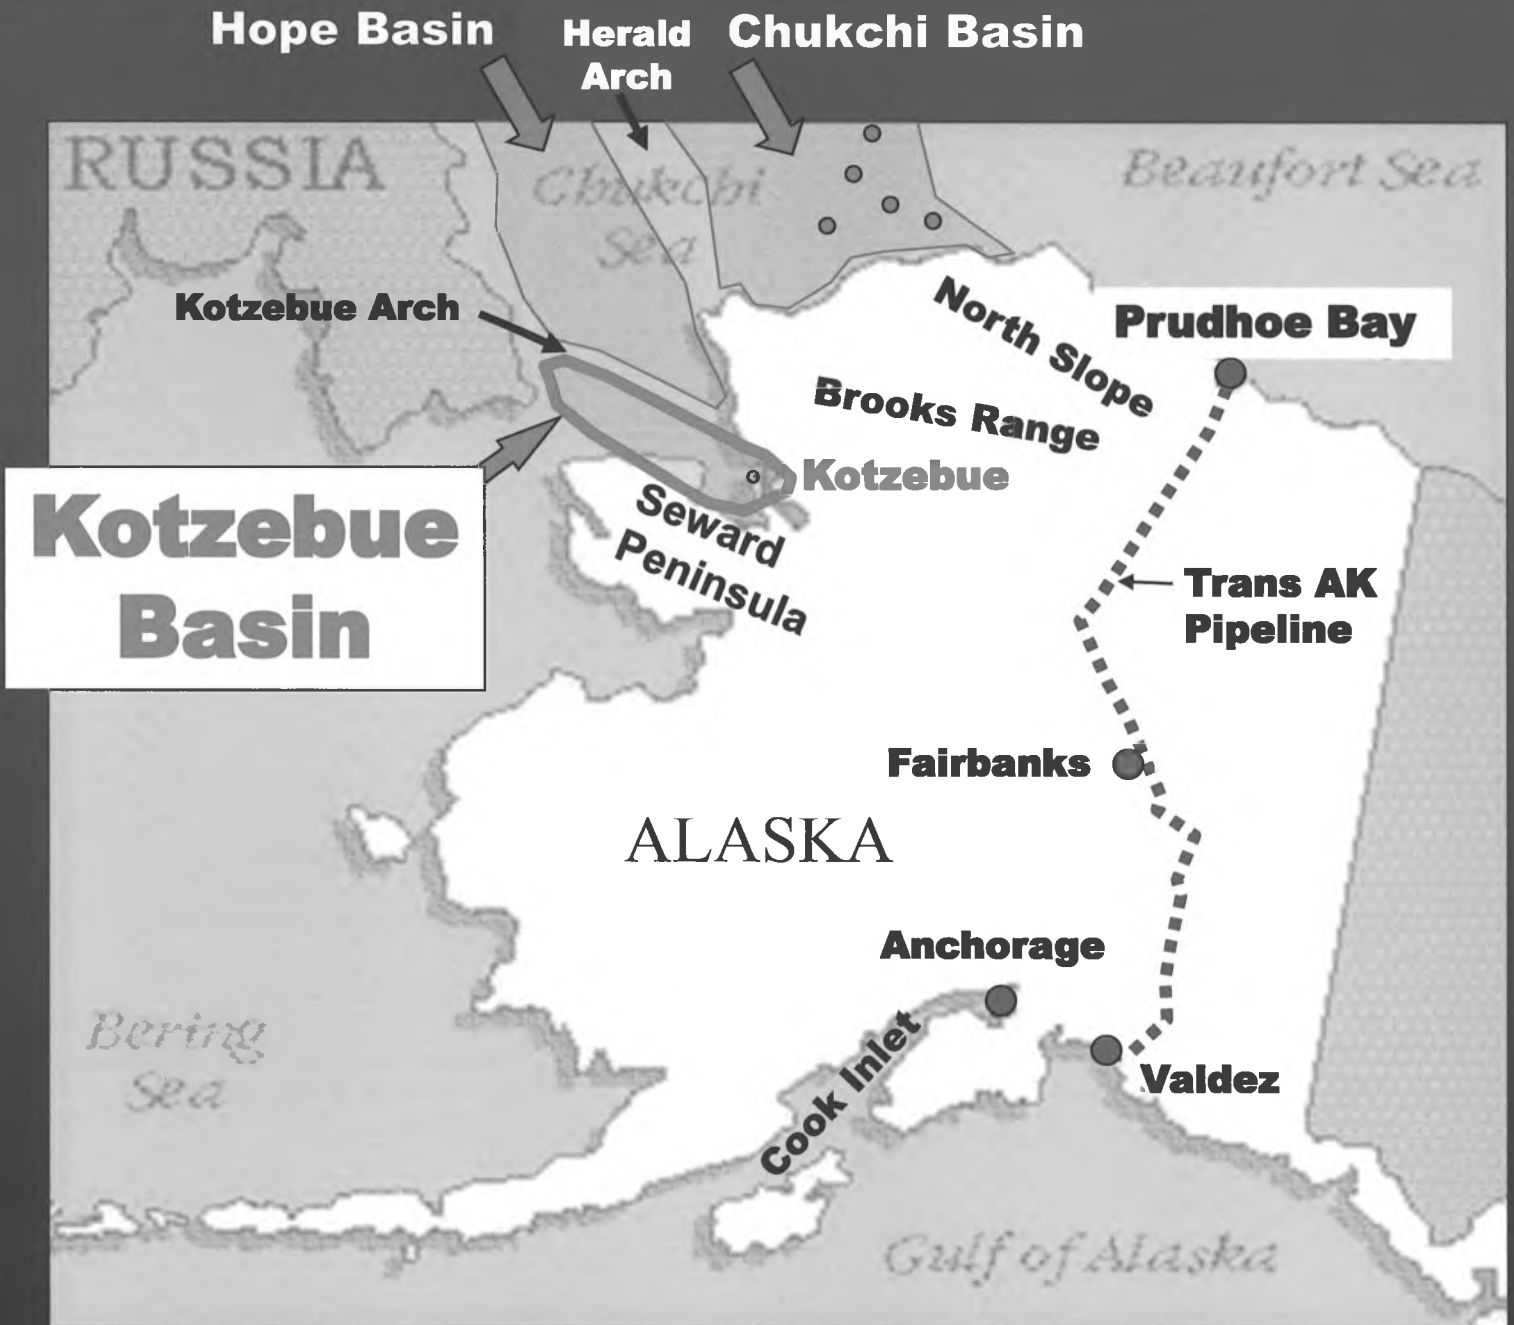 Hope Basin
Herald
Arch
Chukchi Basin
RUSSIA
Chukchi
Sea
Beaufort Sea
Kotzebue Arch
North Slope
Prudhoe Bay
Brooks Range
Kotzebue
Kotzebue
Basin
Seward
Peninsula
Trans AK
Pipeline
Fairbanks
ALASKA
Anchorage
Bering
Sea
Cook Inlet
Valdez
Gulf of Alaska